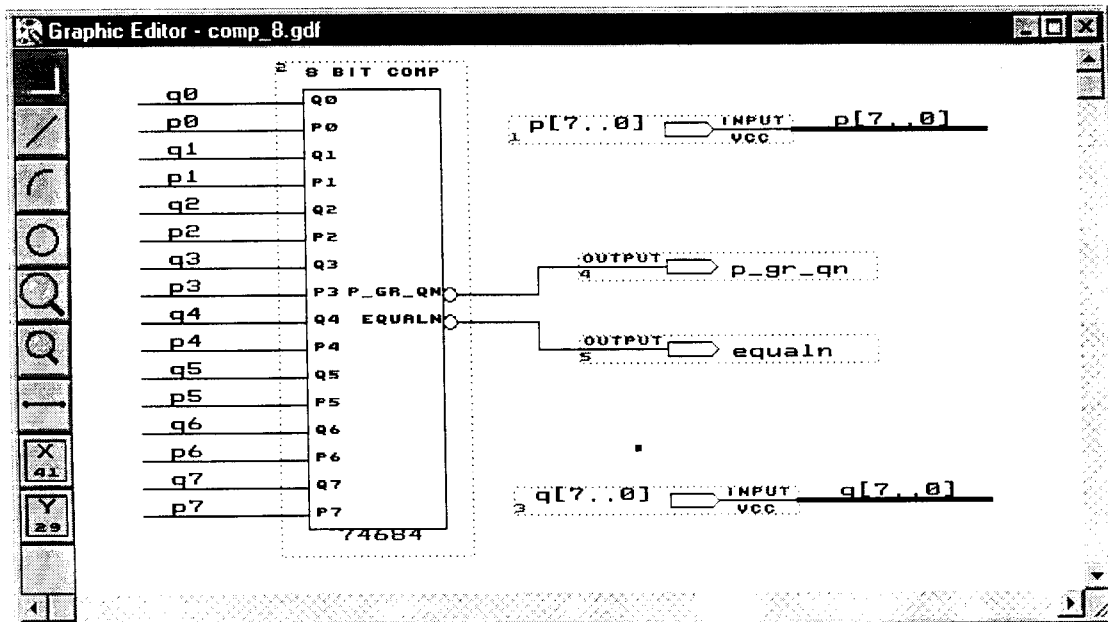 Graphic Editor - comp_8.gdf
2 8 BIT COMP
q0 Q0
p0 P0
q1 Q1
p1 P1
q2 Q2
p2 P2
q3 Q3
p3 P3 P_GR_QN
q4 Q4 EQUALN
p4 P4
q5 Q5
p5 P5
q6 Q6
p6 P6
q7 Q7
p7 P7
74684
1 p[7..0] INPUT VCC p[7..0]
OUTPUT
4 p_gr_qn
OUTPUT
5 equaln
3 q[7..0] INPUT VCC q[7..0]
X
41
Y
29